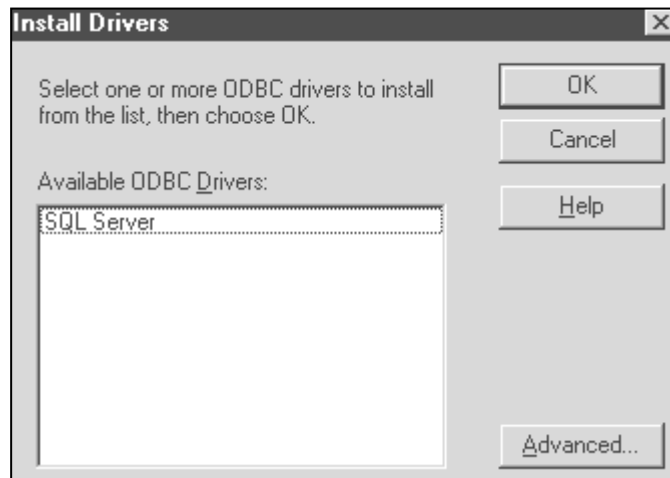 Install Drivers
Select one or more ODBC drivers to install
from the list, then choose OK.
OK
Cancel
Available ODBC Drivers:
Help
SQL Server
Advanced...